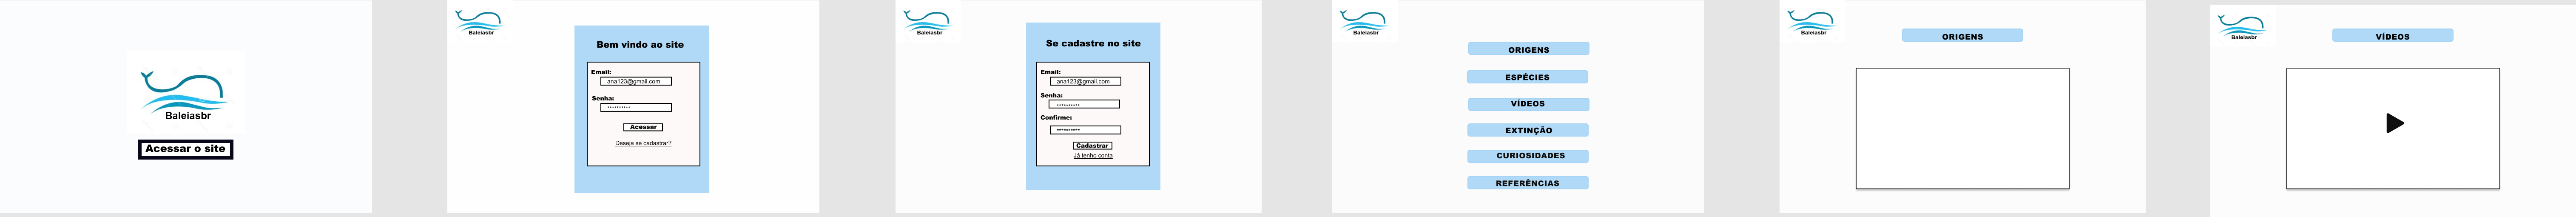 Baleiasbr
Acessar o site
Baleiasbr
Bem vindo ao site
Email:
ana123@gmail.com
Senha:
••••••••••
Acessar
Deseja se cadastrar?
Baleiasbr
Se cadastre no site
Email:
ana123@gmail.com
Senha:
••••••••••
Confirme:
••••••••••
Cadastrar
Já tenho conta
Baleiasbr
ORIGENS
ESPÉCIES
VÍDEOS
EXTINÇÃO
CURIOSIDADES
REFERÊNCIAS
Baleiasbr
ORIGENS
Baleiasbr
VÍDEOS